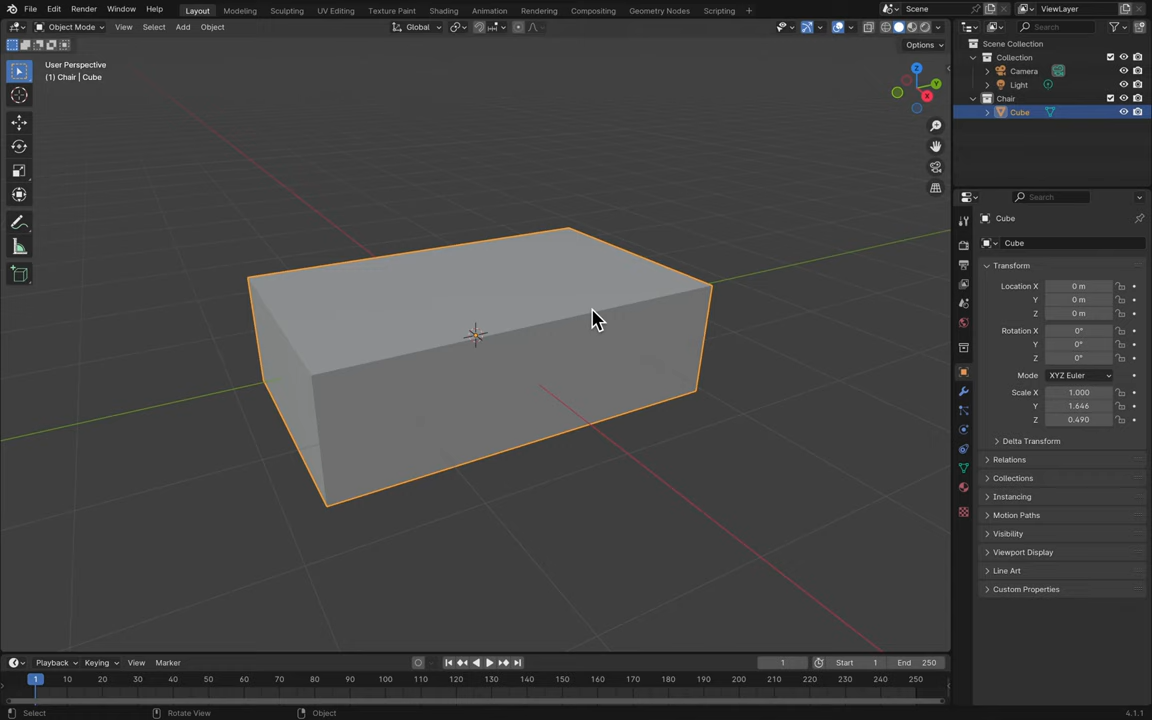 File Edit Render Window Help Layout Modeling Sculpting UV Editing Texture Paint Shading Animation Rendering Compositing Geometry Nodes Scripting + Scene ViewLayer
Object Mode View Select Add Object Global Search
Options
User Perspective
(1) Chair | Cube
Z
Y
X
Scene Collection
Collection
Camera
Light
Chair
Cube
Search
Cube
Cube
Transform
Location X 0 m
Y 0 m
Z 0 m
Rotation X 0°
Y 0°
Z 0°
Mode XYZ Euler
Scale X 1.000
Y 1.646
Z 0.490
Delta Transform
Relations
Collections
Instancing
Motion Paths
Visibility
Viewport Display
Line Art
Custom Properties
Playback Keying View Marker 1 Start 1 End 250
1 10 20 30 40 50 60 70 80 90 100 110 120 130 140 150 160 170 180 190 200 210 220 230 240 250
Select Rotate View Object 4.1.1